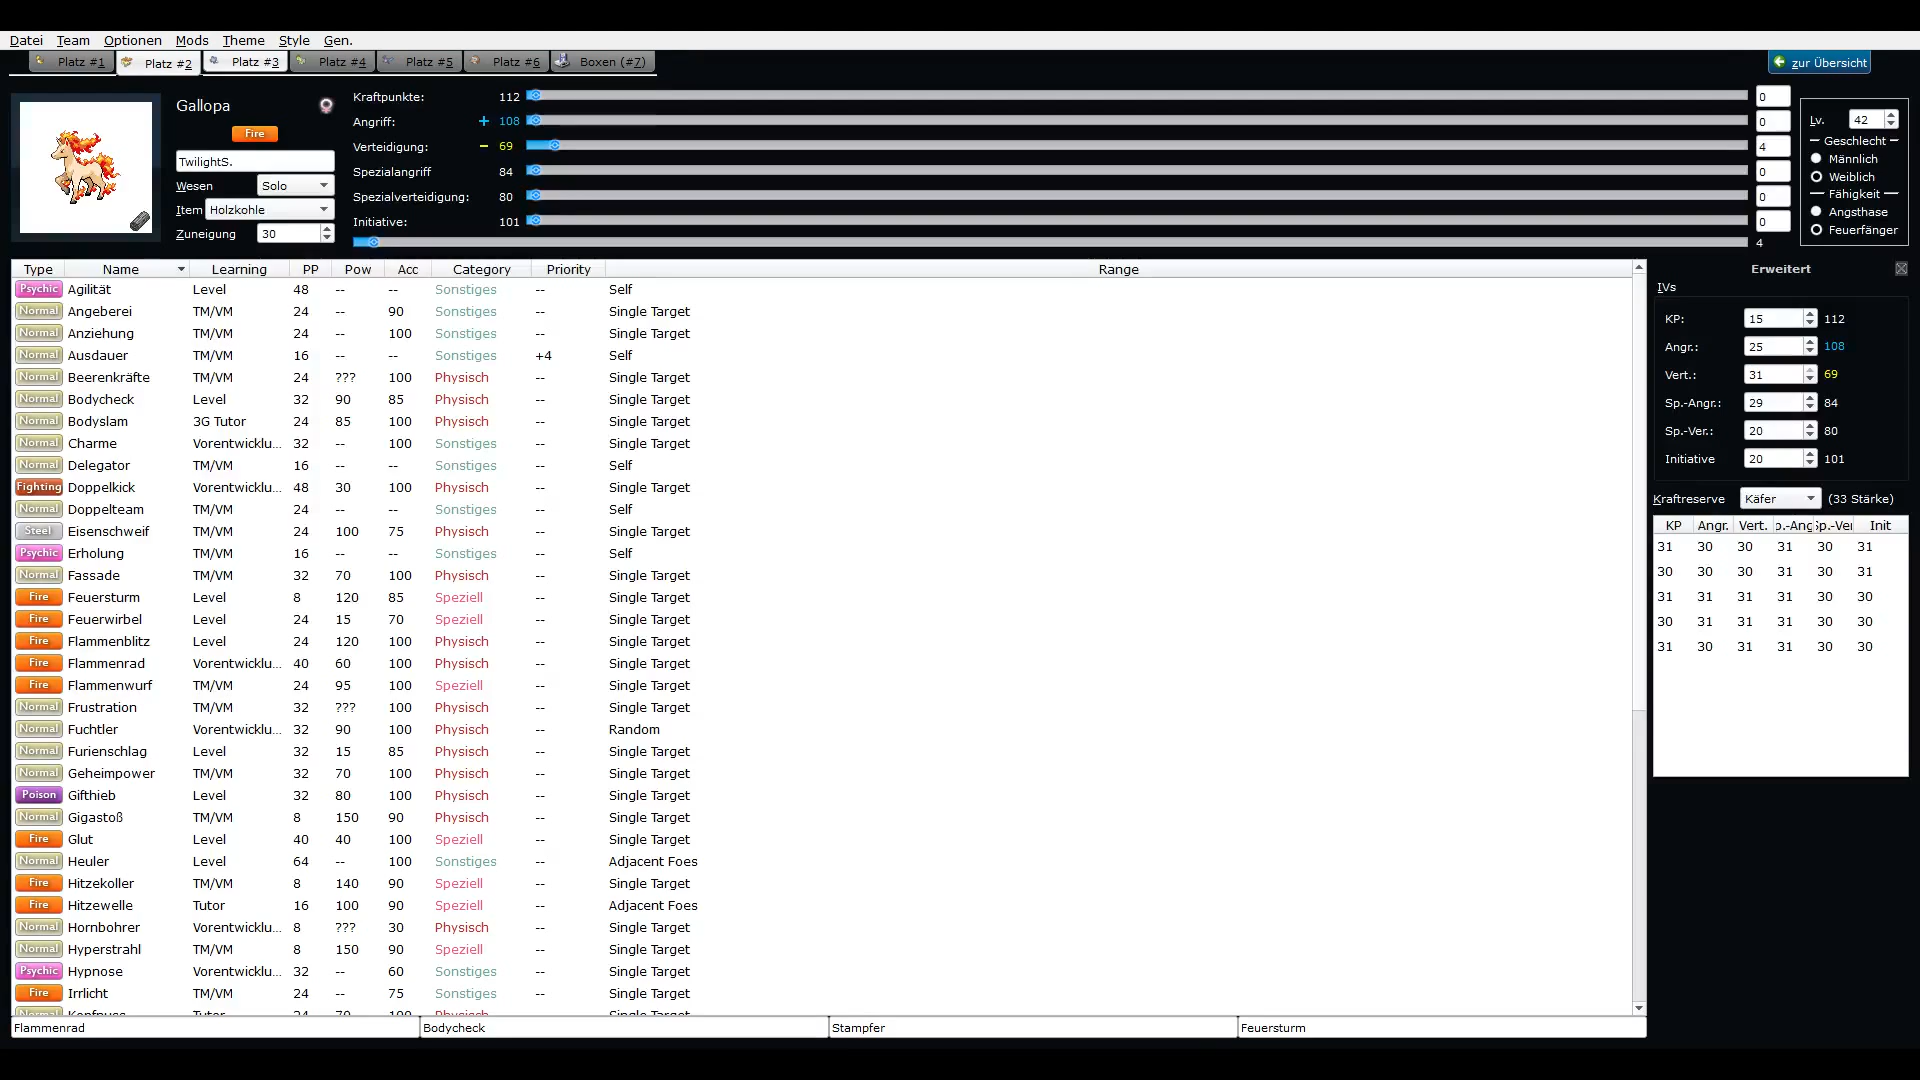 Datei Team Optionen Mods Theme Style Gen.
Platz #1 Platz #2 Platz #3 Platz #4 Platz #5 Platz #6 Boxen (#7) zur Übersicht
Gallopa
Fire
TwilightS.
Wesen Solo
Item Holzkohle
Zuneigung 30
Kraftpunkte: 112 0
Angriff: + 108 0
Verteidigung: − 69 4
Spezialangriff 84 0
Spezialverteidigung: 80 0
Initiative: 101 0
4
Lv. 42
Geschlecht
Männlich
Weiblich
Fähigkeit
Angsthase
Feuerfänger
Type Name Learning PP Pow Acc Category Priority Range
Psychic Agilität Level 48 -- -- Sonstiges -- Self
Normal Angeberei TM/VM 24 -- 90 Sonstiges -- Single Target
Normal Anziehung TM/VM 24 -- 100 Sonstiges -- Single Target
Normal Ausdauer TM/VM 16 -- -- Sonstiges +4 Self
Normal Beerenkräfte TM/VM 24 ??? 100 Physisch -- Single Target
Normal Bodycheck Level 32 90 85 Physisch -- Single Target
Normal Bodyslam 3G Tutor 24 85 100 Physisch -- Single Target
Normal Charme Vorentwicklu... 32 -- 100 Sonstiges -- Single Target
Normal Delegator TM/VM 16 -- -- Sonstiges -- Self
Fighting Doppelkick Vorentwicklu... 48 30 100 Physisch -- Single Target
Normal Doppelteam TM/VM 24 -- -- Sonstiges -- Self
Steel Eisenschweif TM/VM 24 100 75 Physisch -- Single Target
Psychic Erholung TM/VM 16 -- -- Sonstiges -- Self
Normal Fassade TM/VM 32 70 100 Physisch -- Single Target
Fire Feuersturm Level 8 120 85 Speziell -- Single Target
Fire Feuerwirbel Level 24 15 70 Speziell -- Single Target
Fire Flammenblitz Level 24 120 100 Physisch -- Single Target
Fire Flammenrad Vorentwicklu... 40 60 100 Physisch -- Single Target
Fire Flammenwurf TM/VM 24 95 100 Speziell -- Single Target
Normal Frustration TM/VM 32 ??? 100 Physisch -- Single Target
Normal Fuchtler Vorentwicklu... 32 90 100 Physisch -- Random
Normal Furienschlag Level 32 15 85 Physisch -- Single Target
Normal Geheimpower TM/VM 32 70 100 Physisch -- Single Target
Poison Gifthieb Level 32 80 100 Physisch -- Single Target
Normal Gigastoß TM/VM 8 150 90 Physisch -- Single Target
Fire Glut Level 40 40 100 Speziell -- Single Target
Normal Heuler Level 64 -- 100 Sonstiges -- Adjacent Foes
Fire Hitzekoller TM/VM 8 140 90 Speziell -- Single Target
Fire Hitzewelle Tutor 16 100 90 Speziell -- Adjacent Foes
Normal Hornbohrer Vorentwicklu... 8 ??? 30 Physisch -- Single Target
Normal Hyperstrahl TM/VM 8 150 90 Speziell -- Single Target
Psychic Hypnose Vorentwicklu... 32 -- 60 Sonstiges -- Single Target
Fire Irrlicht TM/VM 24 -- 75 Sonstiges -- Single Target
Flammenrad Bodycheck Stampfer Feuersturm
Erweitert
IVs
KP: 15 112
Angr.: 25 108
Vert.: 31 69
Sp.-Angr.: 29 84
Sp.-Ver.: 20 80
Initiative 20 101
Kraftreserve Käfer (33 Stärke)
KP Angr. Vert. Init
31 30 30 31 30 31
30 30 30 31 30 31
31 31 31 31 30 30
30 31 31 31 30 30
31 30 31 31 30 30